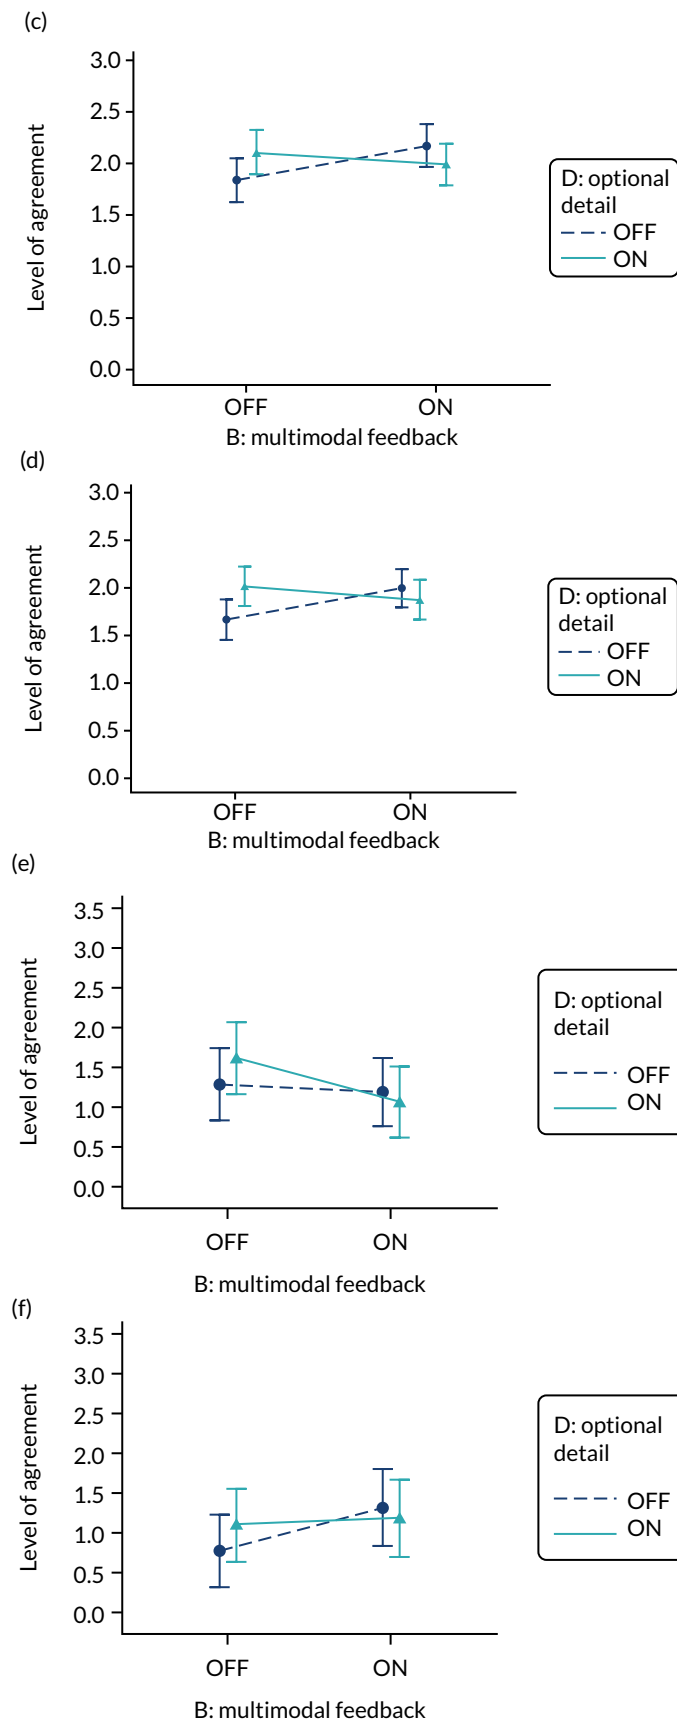 (c)
3.0
2.5
2.0
1.5
1.0
0.5
0.0
Level of agreement
OFF
ON
B: multimodal feedback
D: optional
detail
OFF
ON
(d)
3.0
2.5
2.0
1.5
1.0
0.5
0.0
Level of agreement
OFF
ON
B: multimodal feedback
D: optional
detail
OFF
ON
(e)
3.5
3.0
2.5
2.0
1.5
1.0
0.5
0.0
Level of agreement
OFF
ON
B: multimodal feedback
D: optional
detail
OFF
ON
(f)
3.5
3.0
2.5
2.0
1.5
1.0
0.5
0.0
Level of agreement
OFF
ON
B: multimodal feedback
D: optional
detail
OFF
ON